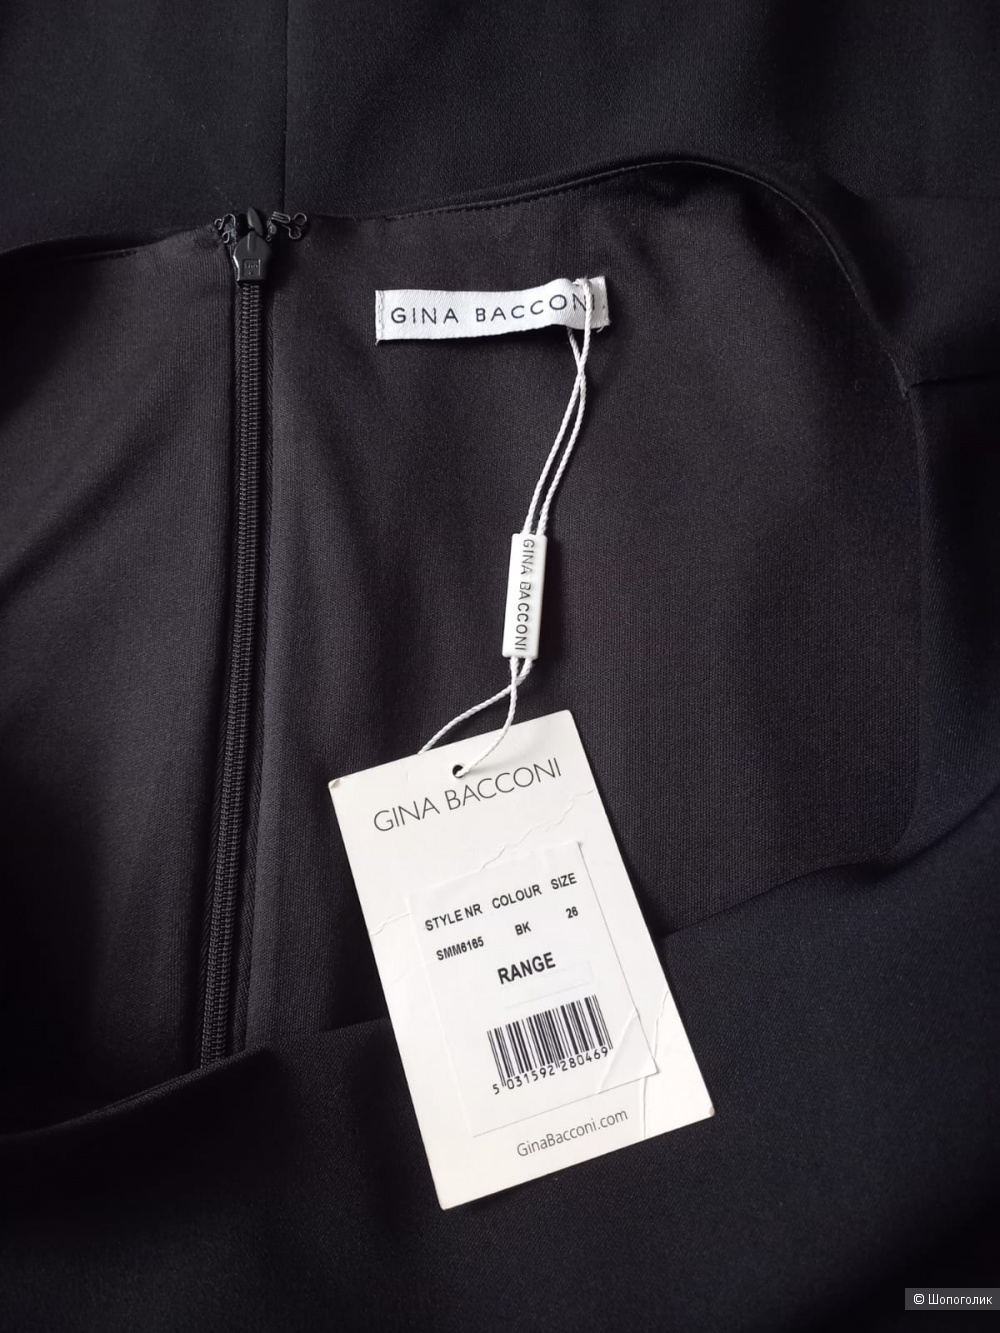 GINA BACCONI
GINA BACCONI
GINA BACCONI
STYLE NR COLOUR SIZE
SMM6165 BK 26
RANGE
5 031592 280469
GinaBacconi.com
© Шопоголик